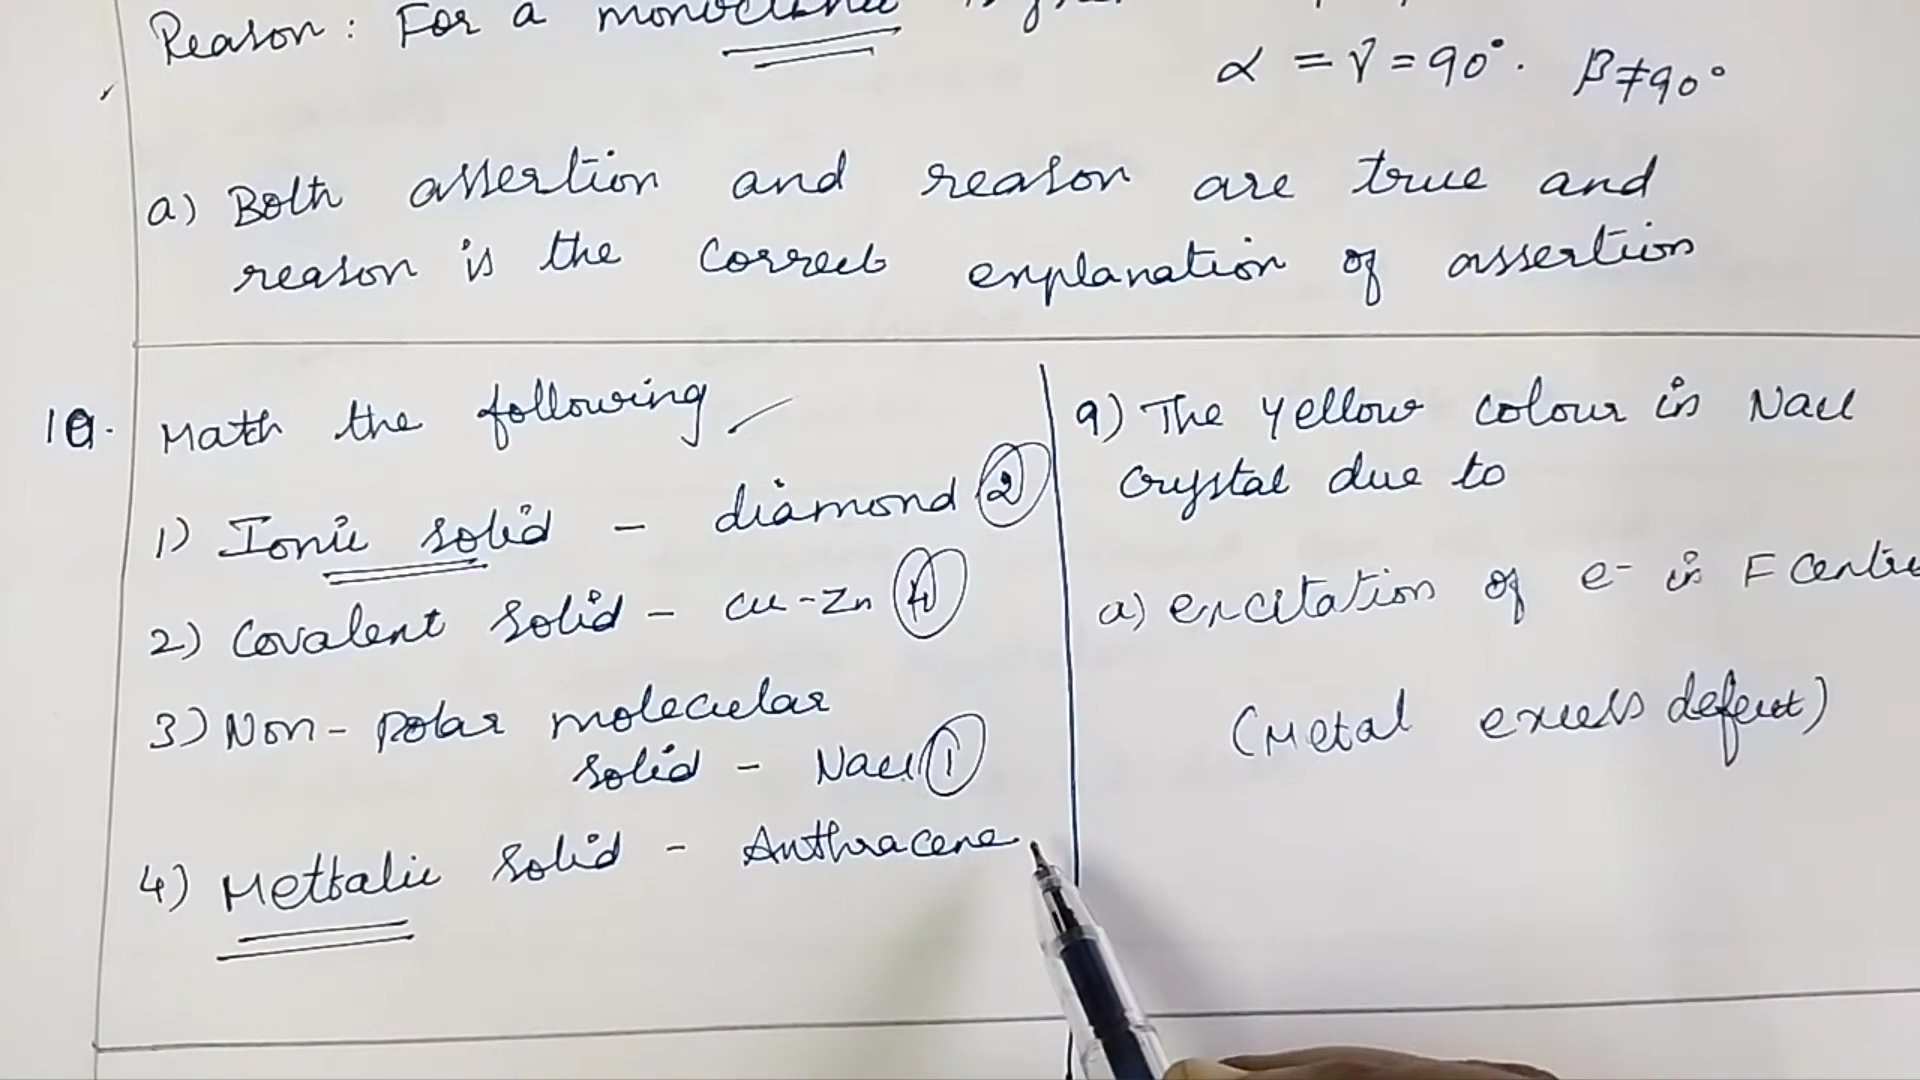 Reason: For a monoclinic
α = γ = 90°. β ≠ 90°
a) Both assertion and reason are true and
reason is the correct explanation of assertion
10. Math the following
1) Ionic solid - diamond (2)
2) Covalent solid - Cu-Zn (4)
3) Non-polar molecular
solid - NaCl (1)
4) Mettalic solid - Anthracene
9) The yellow colour in NaCl
crystal due to
a) excitation of e- in F centre
(Metal excess defect)